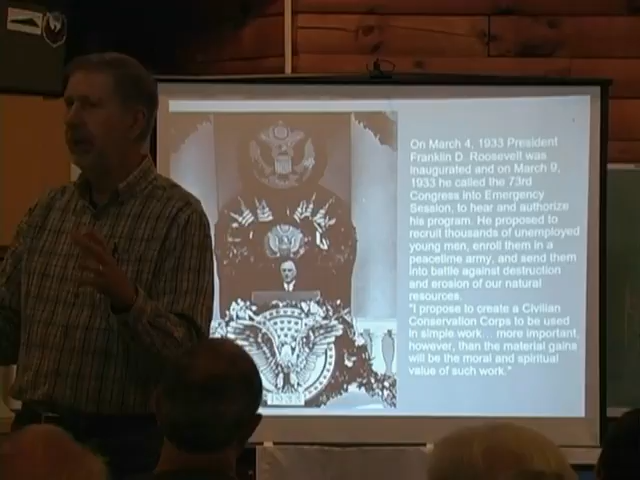 On March 4, 1933 President
Franklin D. Roosevelt was
inaugurated and on March 9,
1933 he called the 73rd
Congress into Emergency
Session, to hear and authorize
his program. He proposed to
recruit thousands of unemployed
young men, enroll them in a
peacetime army, and send them
into battle against destruction
and erosion of our natural
resources.
"I propose to create a Civilian
Conservation Corps to be used
in simple work... more important,
however, than the material gains
will be the moral and spiritual
value of such work."
1933